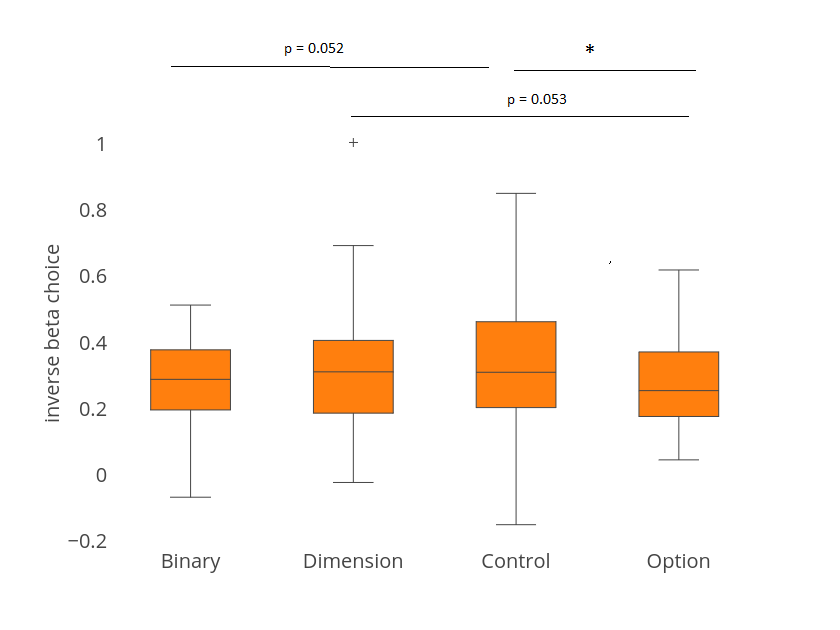 p = 0.052
*
p = 0.053
+
1
0.8
0.6
,
0.4
0.2
0
−0.2
inverse beta choice
Binary Dimension Control Option